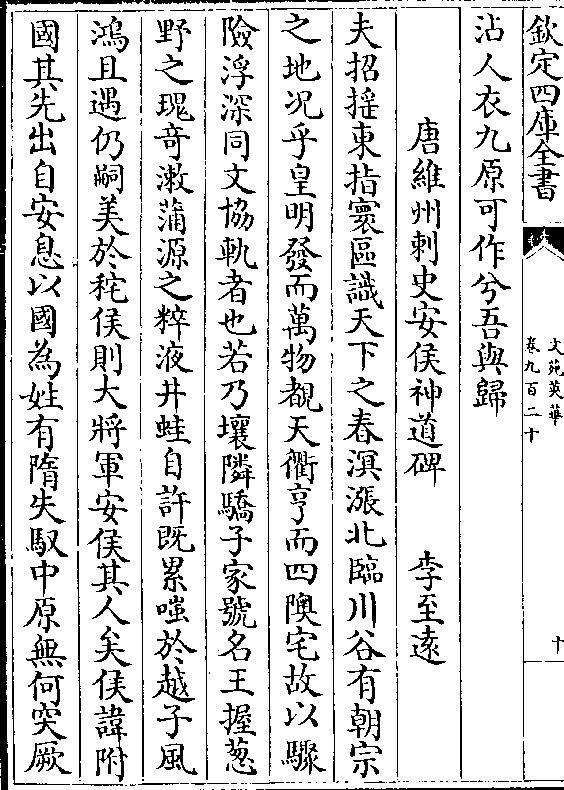 欽定四庫全書
文苑英華
卷九百二十
十
沾人衣九原可作兮吾與歸
唐維州刺史安侯神道碑 李至遠
夫招揺東指寰區識天下之春溟漲北臨川谷有朝宗
之地况乎皇明發而萬物覩天衢亨而四隩宅故以驟
險浮深同文協軌者也若乃壤隣驕子家號名王握蔥
野之瑰奇漱蒲源之粹液井蛙自許既累嗤於越子風
鴻且遇仍嗣美於秺侯則大將軍安侯其人矣侯諱附
國其先出自安息以國為姓有隋失馭中原無何突厥